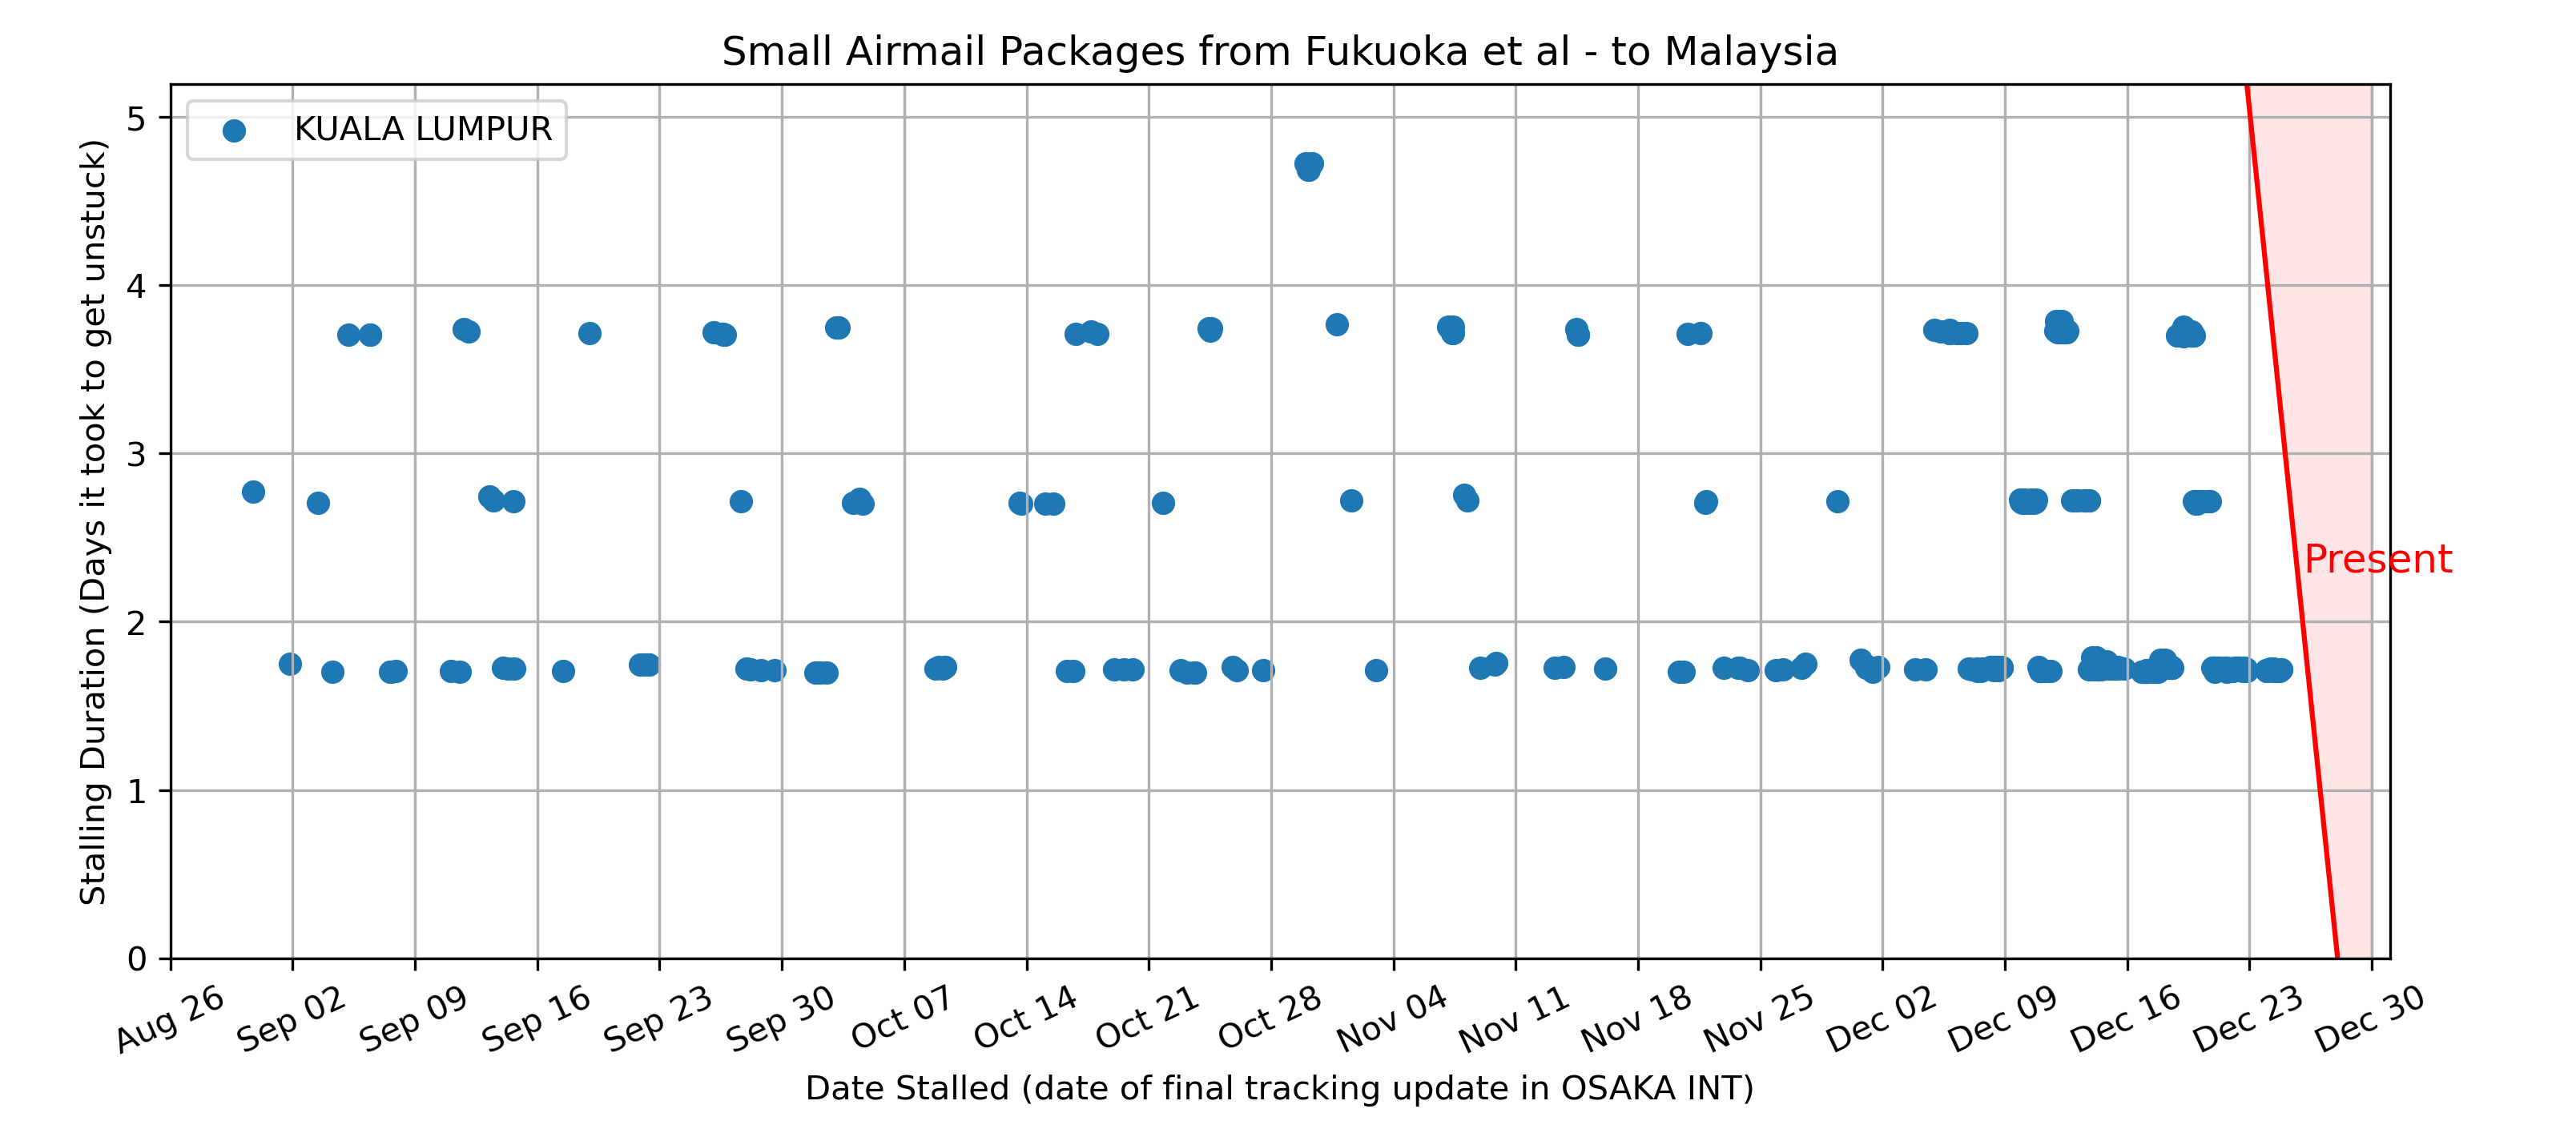 Small Airmail Packages from Fukuoka et al - to Malaysia
KUALA LUMPUR
Stalling Duration (Days it took to get unstuck)
5
4
3
2
1
0
Present
Aug 26
Sep 02
Sep 09
Sep 16
Sep 23
Sep 30
Oct 07
Oct 14
Oct 21
Oct 28
Nov 04
Nov 11
Nov 18
Nov 25
Dec 02
Dec 09
Dec 16
Dec 23
Dec 30
Date Stalled (date of final tracking update in OSAKA INT)